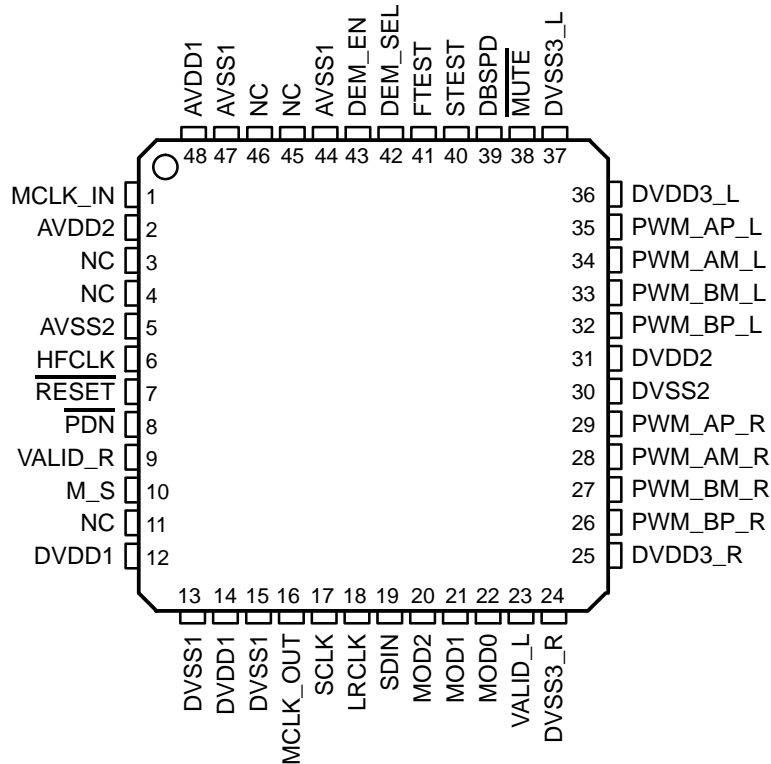 AVDD1
AVSS1
NC
NC
AVSS1
DEM_EN
DEM_SEL
FTEST
STEST
DBSPD
MUTE
DVSS3_L
48 47 46 45 44 43 42 41 40 39 38 37
MCLK_IN 1
AVDD2 2
NC 3
NC 4
AVSS2 5
HFCLK 6
RESET 7
PDN 8
VALID_R 9
M_S 10
NC 11
DVDD1 12
36 DVDD3_L
35 PWM_AP_L
34 PWM_AM_L
33 PWM_BM_L
32 PWM_BP_L
31 DVDD2
30 DVSS2
29 PWM_AP_R
28 PWM_AM_R
27 PWM_BM_R
26 PWM_BP_R
25 DVDD3_R
13 14 15 16 17 18 19 20 21 22 23 24
DVSS1
DVDD1
DVSS1
MCLK_OUT
SCLK
LRCLK
SDIN
MOD2
MOD1
MOD0
VALID_L
DVSS3_R